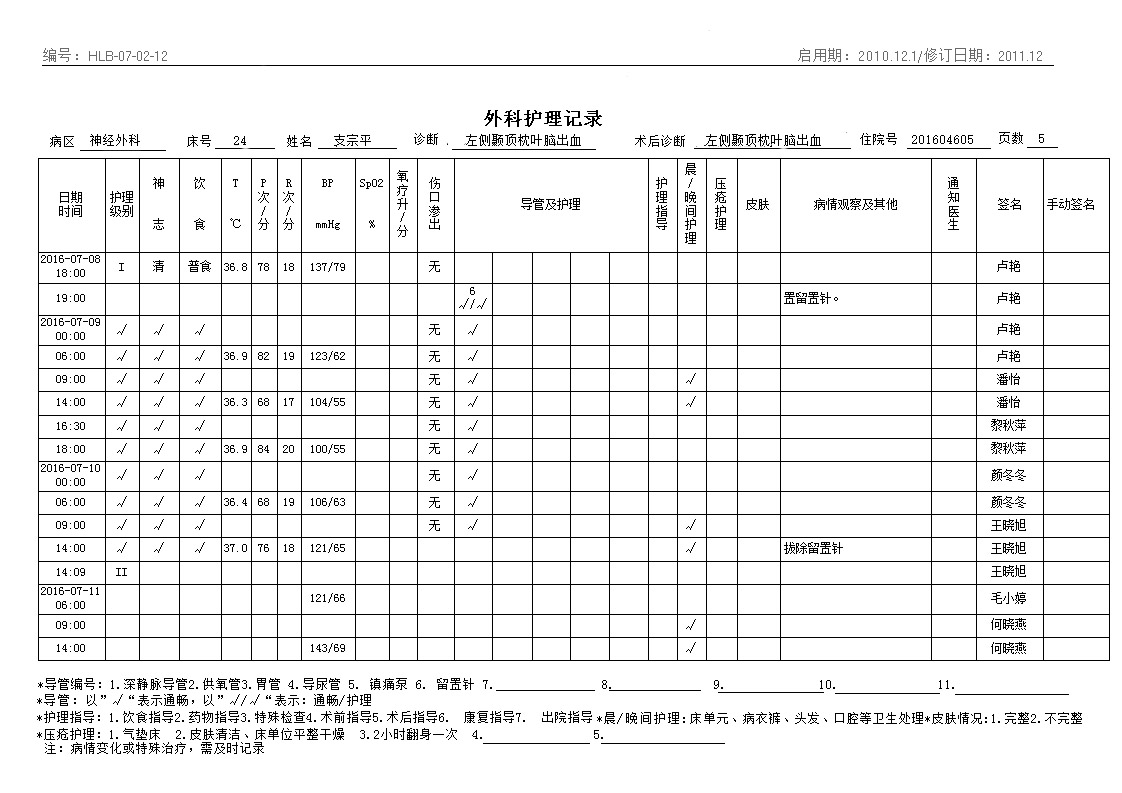 编号：HLB-07-02-12 启用期：2010.12.1/修订日期：2011.12
外科护理记录
病区 神经外科 床号 24 姓名 支宗平 诊断 . 左侧颞顶枕叶脑出血 术后诊断 左侧颞顶枕叶脑出血 住院号 201604605 页数 5
日期时间 护理级别 神志 饮食 T ℃ P次/分 R次/分 BP mmHg SpO2 % 氧疗升/分 伤口渗出 导管及护理 护理指导 晨/晚间护理 压疮护理 皮肤 病情观察及其他 通知医生 签名 手动签名
2016-07-08 18:00 I 清 普食 36.8 78 18 137/79 无 卢艳
19:00 6 √/√ 置留置针。 卢艳
2016-07-09 00:00 √ √ √ 无 √ 卢艳
06:00 √ √ √ 36.9 82 19 123/62 无 √ 卢艳
09:00 √ √ √ 无 √ √ 潘怡
14:00 √ √ √ 36.3 68 17 104/55 无 √ √ 潘怡
16:30 √ √ √ 无 √ 黎秋萍
18:00 √ √ √ 36.9 84 20 100/55 无 √ 黎秋萍
2016-07-10 00:00 √ √ √ 无 √ 颜冬冬
06:00 √ √ √ 36.4 68 19 106/63 无 √ 颜冬冬
09:00 √ √ √ 无 √ √ 王晓旭
14:00 √ √ √ 37.0 76 18 121/65 √ 拔除留置针 王晓旭
14:09 II 王晓旭
2016-07-11 06:00 121/66 毛小婷
09:00 √ 何晓燕
14:00 143/69 √ 何晓燕
*导管编号：1.深静脉导管2.供氧管3.胃管 4.导尿管 5. 镇痛泵 6. 留置针 7. 8. 9. 10. 11.
*导管：以”√“表示通畅，以”√/√“表示：通畅/护理
*护理指导：1.饮食指导2.药物指导3.特殊检查4.术前指导5.术后指导6. 康复指导7. 出院指导 *晨/晚间护理:床单元、病衣裤、头发、口腔等卫生处理*皮肤情况:1.完整2.不完整
*压疮护理：1.气垫床 2.皮肤清洁、床单位平整干燥 3.2小时翻身一次 4. 5.
注：病情变化或特殊治疗，需及时记录